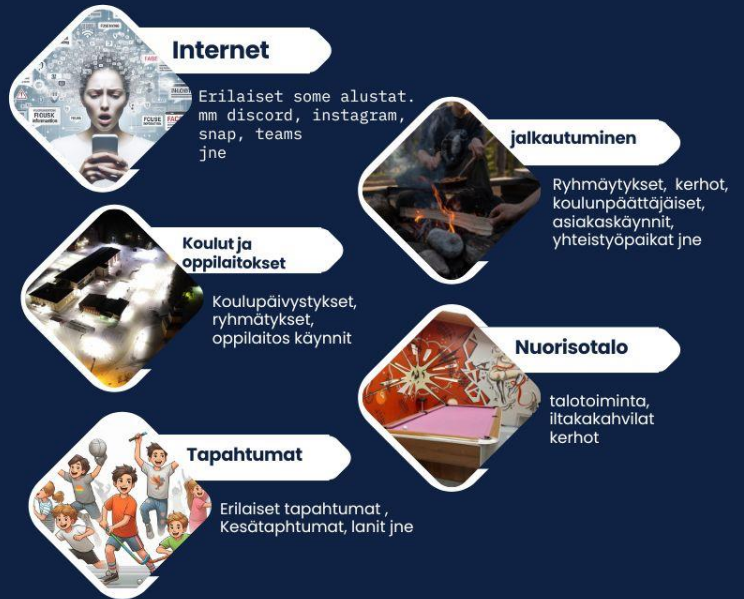 Internet
Erilaiset some alustat.
mm discord, instagram,
snap, teams
jne
jalkautuminen
Ryhmäytykset, kerhot,
koulunpäättäjäiset,
asiakaskäynnit,
yhteistyöpaikat jne
Koulut ja
oppilaitokset
Koulupäivystykset,
ryhmätykset,
oppilaitos käynnit
Nuorisotalo
talotoiminta,
iltakakahvilat
kerhot
Tapahtumat
Erilaiset tapahtumat ,
Kesätaphtumat, lanit jne